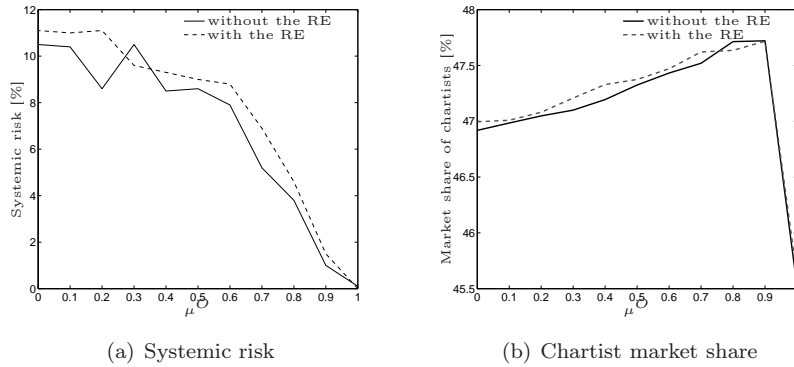 12
10
8
6
4
2
0
Systemic risk [%]
without the RE
with the RE
0 0.1 0.2 0.3 0.4 0.5 0.6 0.7 0.8 0.9 1
μ^O
(a) Systemic risk
47.5
47
46.5
46
45.5
Market share of chartists [%]
without the RE
with the RE
0 0.1 0.2 0.3 0.4 0.5 0.6 0.7 0.8 0.9
μ^O
(b) Chartist market share